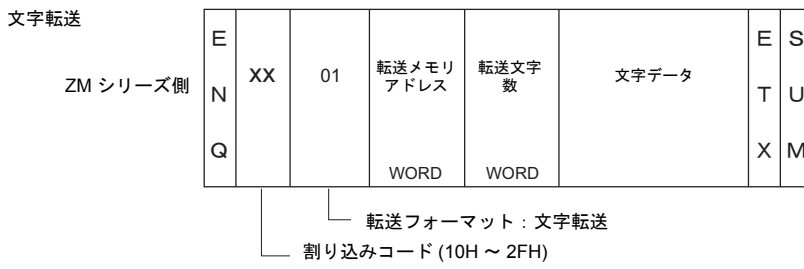 文字転送
ZM シリーズ側
E
N
Q
XX
01
転送メモリ
アドレス
WORD
転送文字
数
WORD
文字データ
E
T
X
S
U
M
転送フォーマット：文字転送
割り込みコード (10H ～ 2FH)